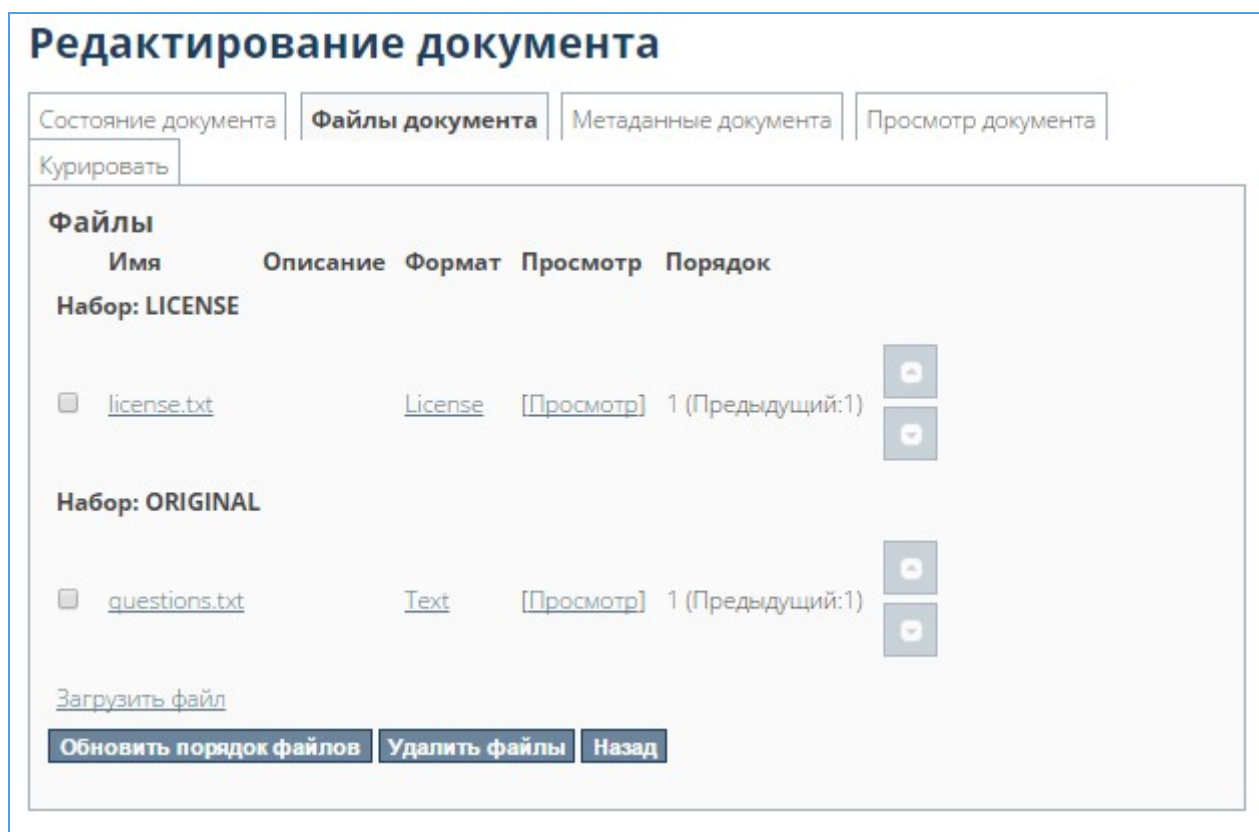 Редактирование документа
Состояние документа Файлы документа Метаданные документа Просмотр документа
Курировать
Файлы
Имя Описание Формат Просмотр Порядок
Набор: LICENSE
license.txt License [Просмотр] 1 (Предыдущий:1)
Набор: ORIGINAL
questions.txt Text [Просмотр] 1 (Предыдущий:1)
Загрузить файл
Обновить порядок файлов Удалить файлы Назад